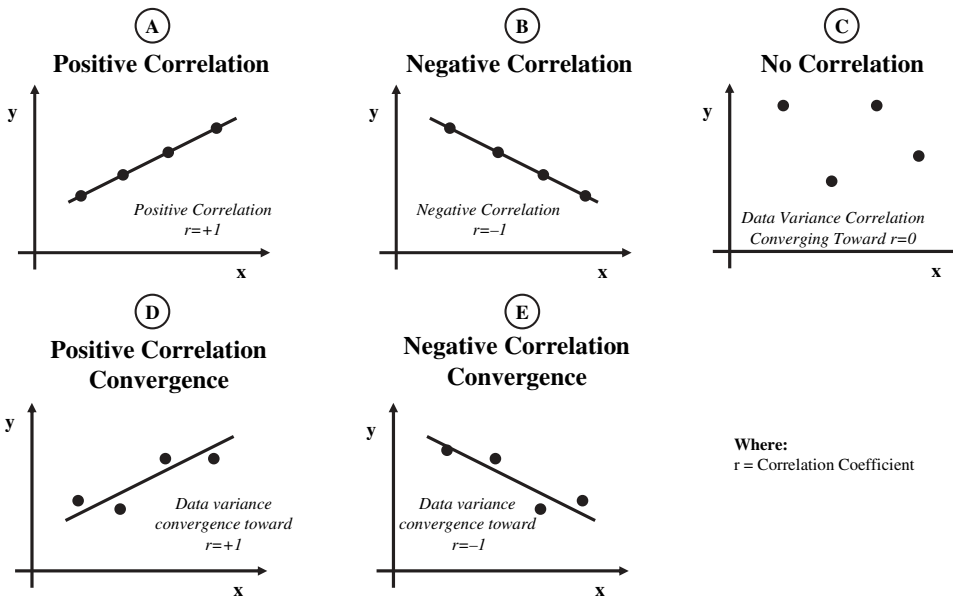 A
Positive Correlation
y
Positive Correlation
r=+1
x
B
Negative Correlation
y
Negative Correlation
r=–1
x
C
No Correlation
y
Data Variance Correlation
Converging Toward r=0
x
D
Positive Correlation
Convergence
y
Data variance
convergence toward
r=+1
x
E
Negative Correlation
Convergence
y
Data variance
convergence toward
r=–1
x
Where:
r = Correlation Coefficient